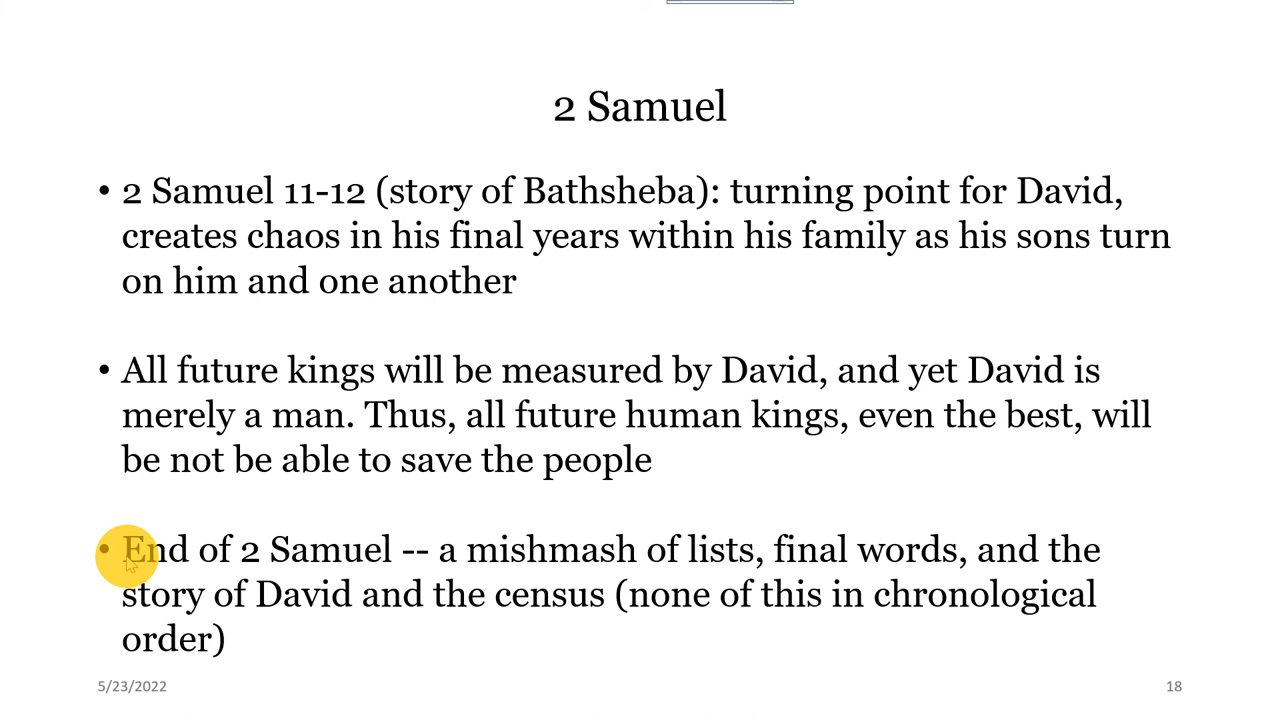 2 Samuel
• 2 Samuel 11-12 (story of Bathsheba): turning point for David,
creates chaos in his final years within his family as his sons turn
on him and one another
• All future kings will be measured by David, and yet David is
merely a man. Thus, all future human kings, even the best, will
be not be able to save the people
• End of 2 Samuel -- a mishmash of lists, final words, and the
story of David and the census (none of this in chronological
order)
5/23/2022
18